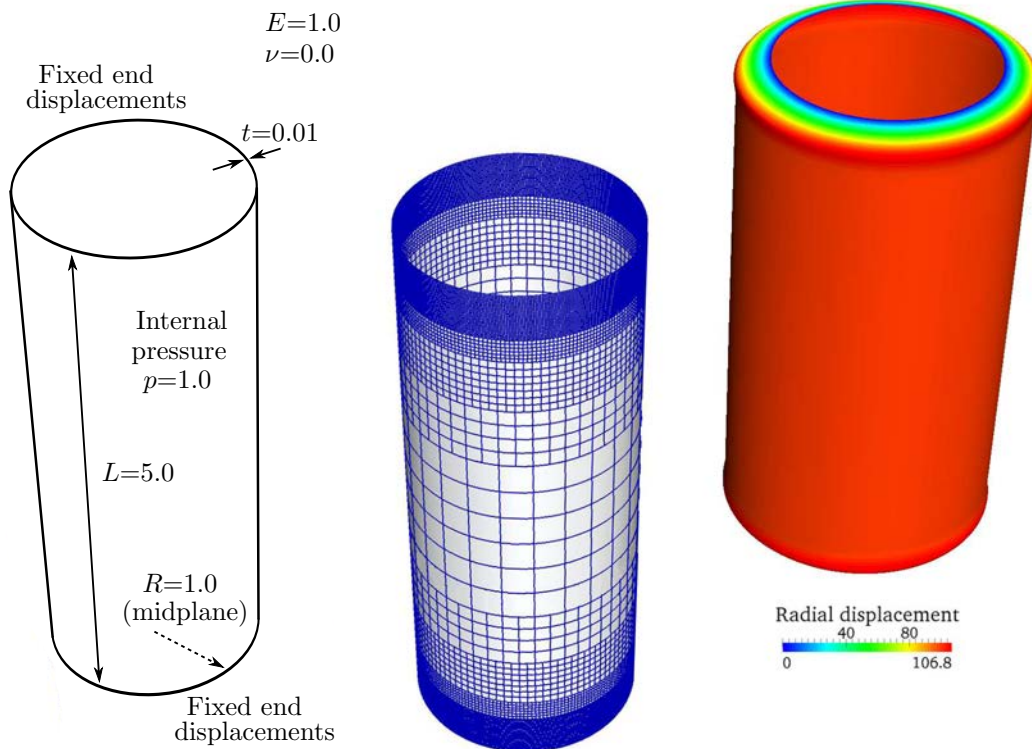 E=1.0
ν=0.0
Fixed end
displacements
t=0.01
Internal
pressure
p=1.0
L=5.0
R=1.0
(midplane)
Fixed end
displacements
Radial displacement
40 80
0 106.8